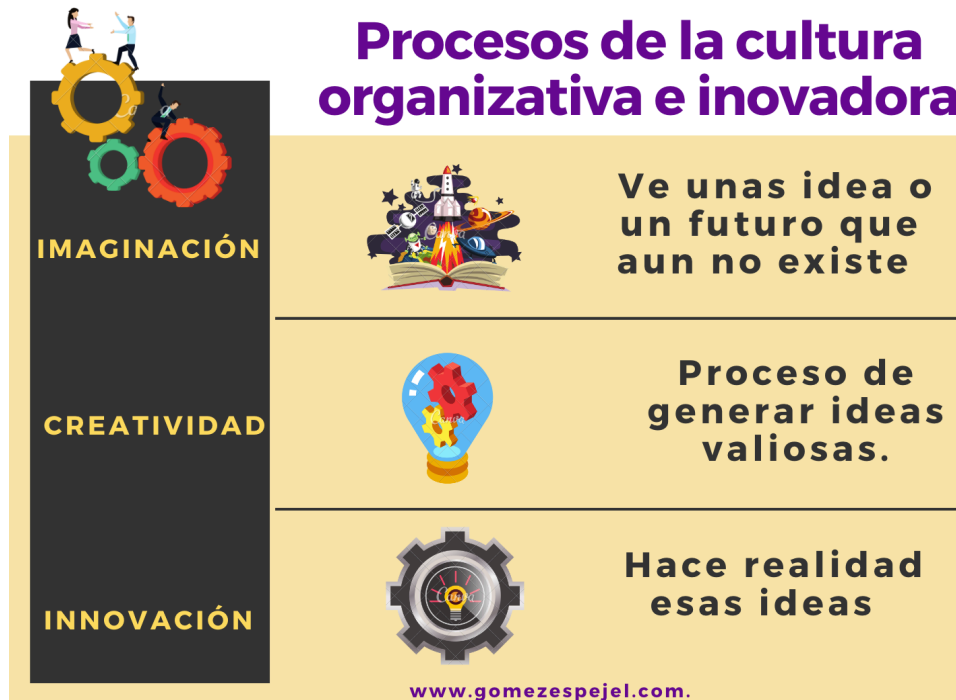 Procesos de la cultura
organizativa e inovadora
IMAGINACIÓN
Ve unas idea o
un futuro que
aun no existe
CREATIVIDAD
Proceso de
generar ideas
valiosas.
INNOVACIÓN
Hace realidad
esas ideas
www.gomezespejel.com.